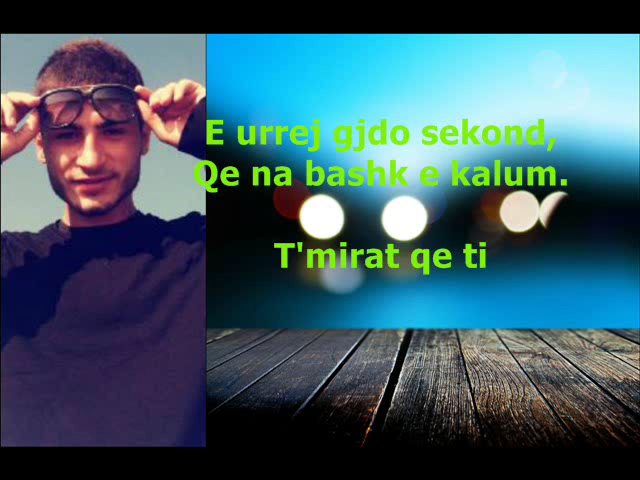 E urrej gjdo sekond,
Qe na bashk e kalum.
T'mirat qe ti